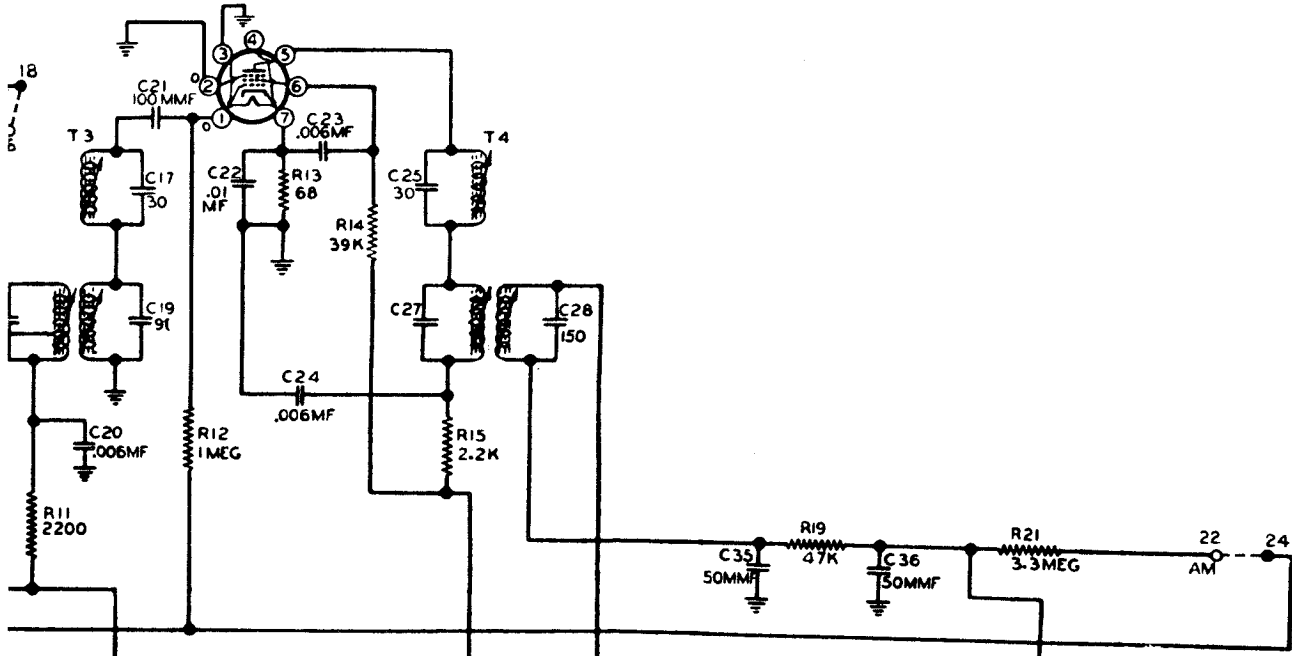 18
C21
100 MMF
3
4
5
2
6
1
7
T3
C17
30
C22
.01
MF
R13
68
C23
.006MF
T4
C25
30
R14
39K
C19
C27
C28
150
C24
.006MF
C20
.006MF
R12
1MEG
R15
2.2K
R11
2200
C35
50MMF
R19
47K
C36
50MMF
R21
3.3MEG
22
AM
24